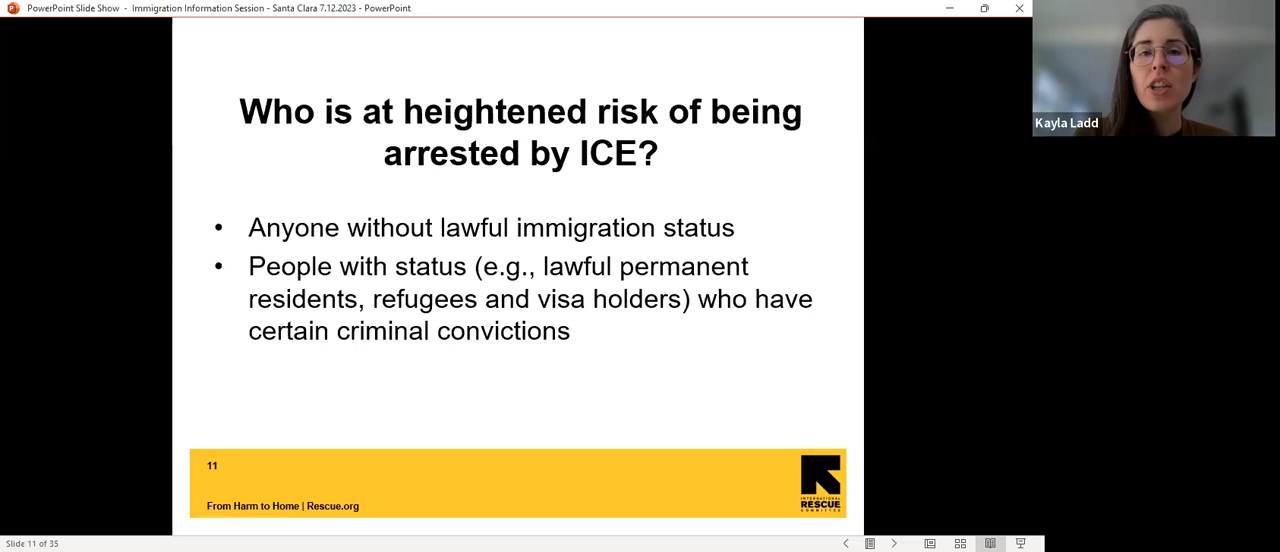 PowerPoint Slide Show - Immigration Information Session - Santa Clara 7.12.2023 - PowerPoint
Kayla Ladd
Who is at heightened risk of being
arrested by ICE?
• Anyone without lawful immigration status
• People with status (e.g., lawful permanent
residents, refugees and visa holders) who have
certain criminal convictions
11
From Harm to Home | Rescue.org
INTERNATIONAL
RESCUE
COMMITTEE
Slide 11 of 35